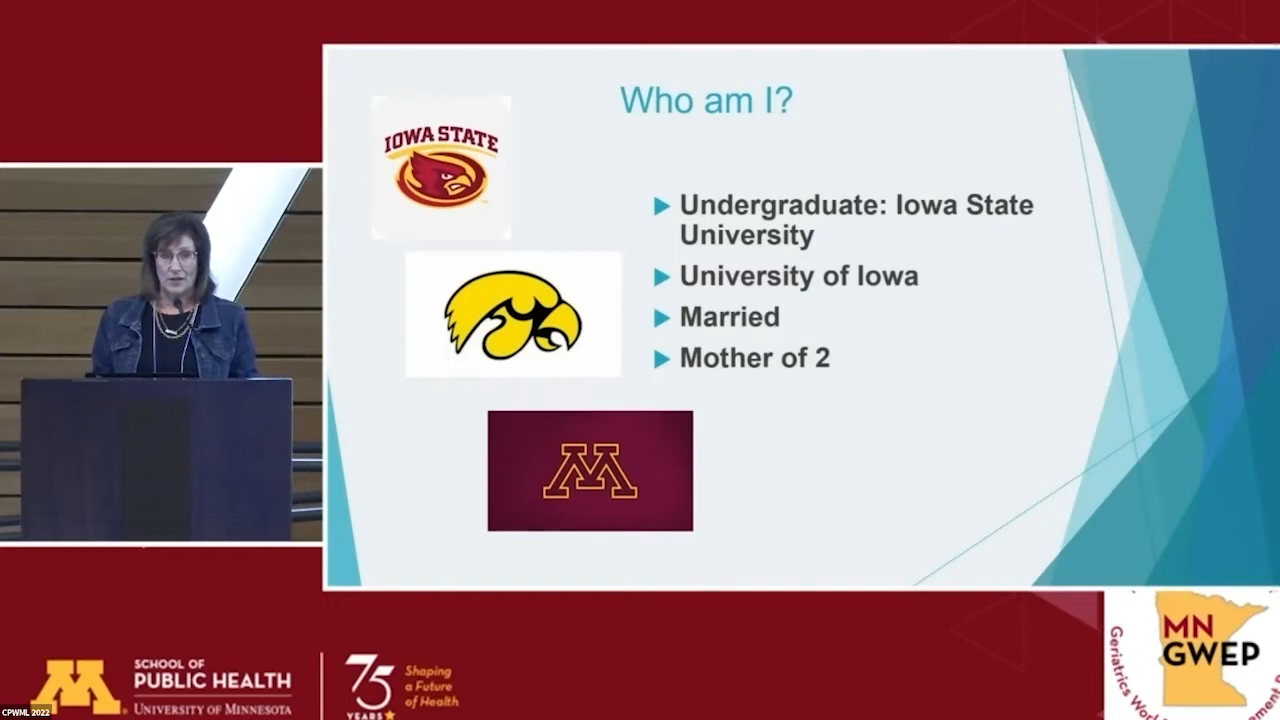 Who am I?
IOWA STATE
Undergraduate: Iowa State
University
University of Iowa
Married
Mother of 2
M
M
SCHOOL OF
PUBLIC HEALTH
UNIVERSITY OF MINNESOTA
75
YEARS
Shaping
a Future
of Health
MN
GWEP
Geriatrics
CPWML 2022